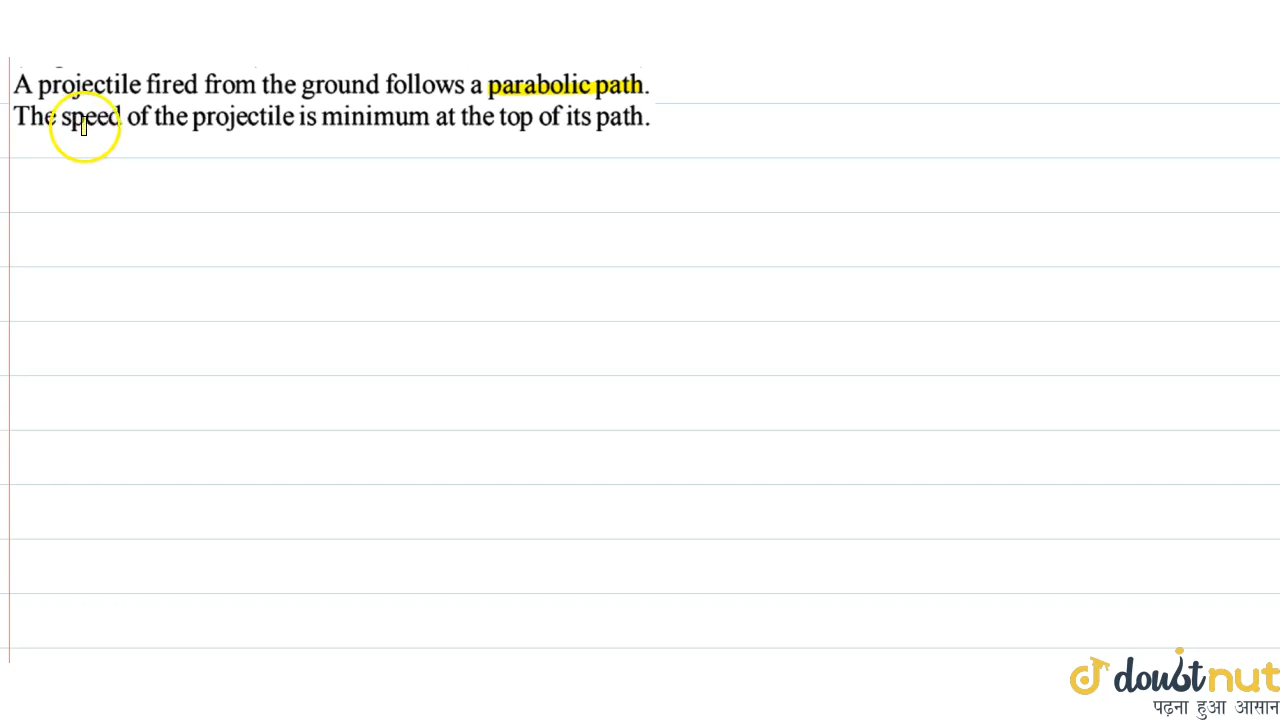 A projectile fired from the ground follows a parabolic path.
The speed of the projectile is minimum at the top of its path.
doubtnut
पढ़ना हुआ आसान